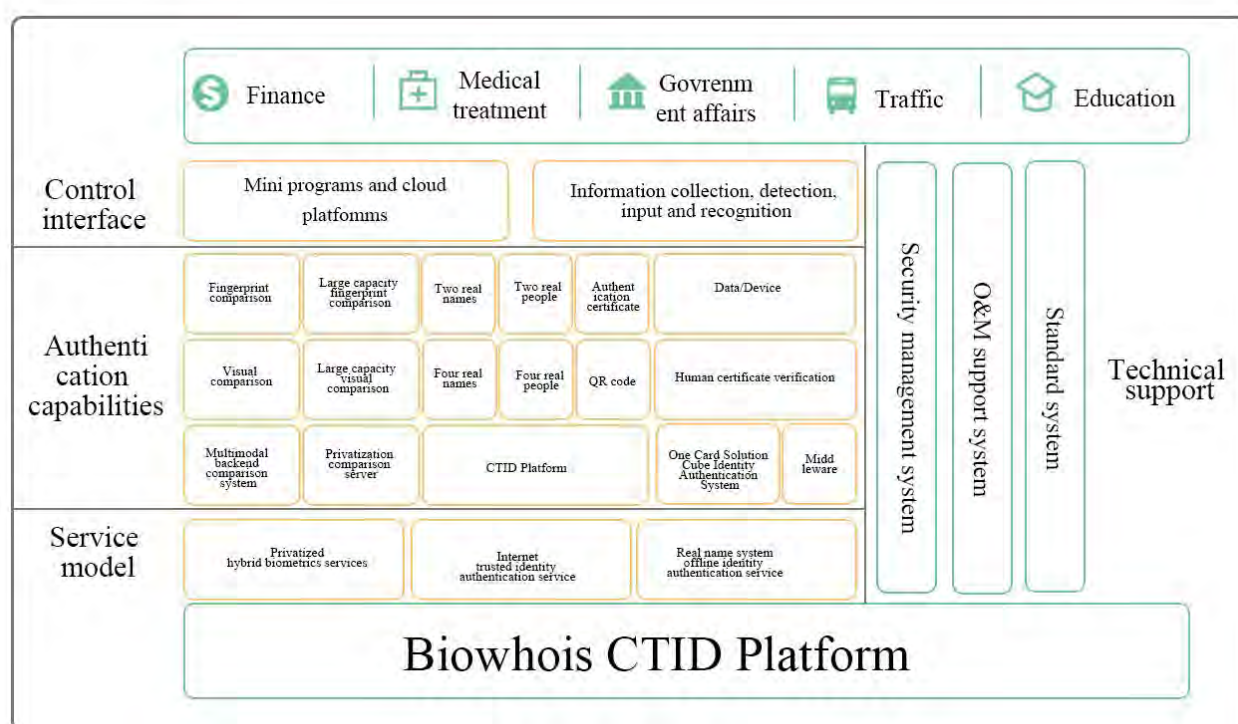 Finance
Medical
treatment
Govrenm
ent affairs
Traffic
Education
Control
interface
Mini programs and cloud
platfomms
Information collection, detection,
input and recognition
Authenti
cation
capabilities
Fingerprint
comparison
Large capacity
fingerprint
comparison
Two real
names
Two real
people
Authent
ication
certificate
Data/Device
Visual
comparison
Large capacity
visual
comparison
Four real
names
Four real
people
QR code
Human certificate verification
Multimodal
backend
comparison
system
Privatization
comparison
server
CTID Platform
One Card Solution
Cube Identity
Authentication
System
Midd
leware
Service
model
Privatized
hybrid biometrics services
Internet
trusted identity
authentication service
Real name system
offline identity
authentication service
Security management system
O&M support system
Standard system
Technical
support
Biowhois CTID Platform